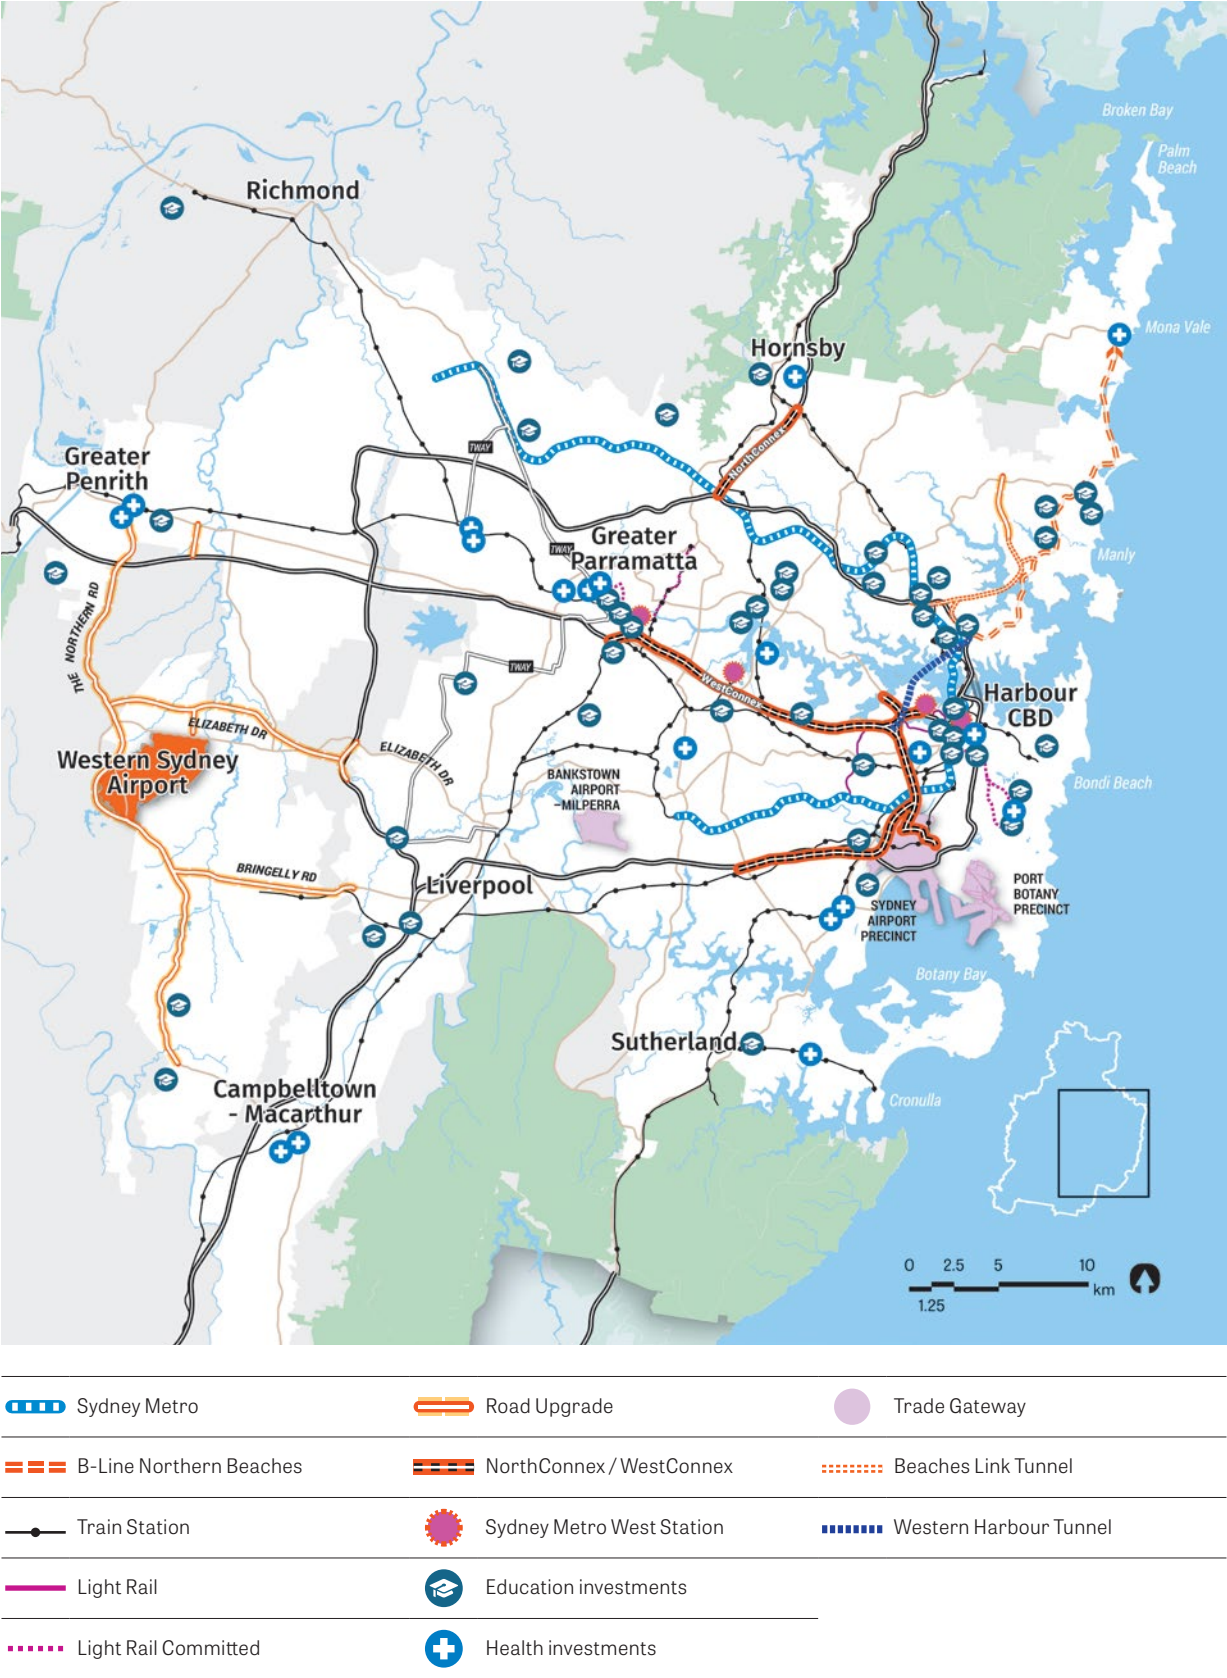 Broken Bay
Palm
Beach
Richmond
Mona Vale
Hornsby
NorthConnex
TWAY
Greater
Penrith
Greater
Parramatta
TWAY
Manly
THE NORTHERN RD
TWAY
WestConnex
Harbour
CBD
ELIZABETH DR
ELIZABETH DR
Western Sydney
Airport
BANKSTOWN
AIRPORT
–MILPERRA
Bondi Beach
BRINGELLY RD
Liverpool
PORT
BOTANY
PRECINCT
SYDNEY
AIRPORT
PRECINCT
Botany Bay
Sutherland
Campbelltown
- Macarthur
Cronulla
0 2.5 5 10
km
1.25
Sydney Metro
Road Upgrade
Trade Gateway
B-Line Northern Beaches
NorthConnex / WestConnex
Beaches Link Tunnel
Train Station
Sydney Metro West Station
Western Harbour Tunnel
Light Rail
Education investments
Light Rail Committed
Health investments